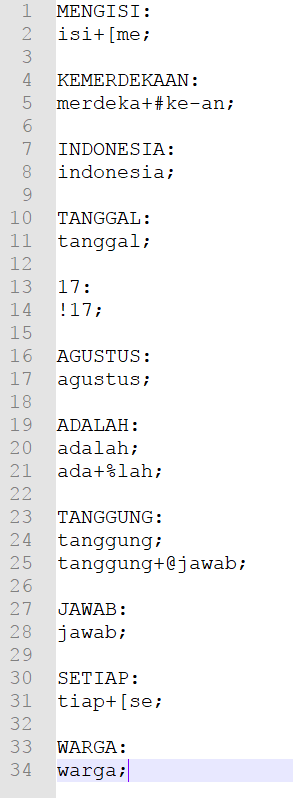 1 MENGISI:
2 isi+[me;
3
4 KEMERDEKAAN:
5 merdeka+#ke-an;
6
7 INDONESIA:
8 indonesia;
9
10 TANGGAL:
11 tanggal;
12
13 17:
14 !17;
15
16 AGUSTUS:
17 agustus;
18
19 ADALAH:
20 adalah;
21 ada+%lah;
22
23 TANGGUNG:
24 tanggung;
25 tanggung+@jawab;
26
27 JAWAB:
28 jawab;
29
30 SETIAP:
31 tiap+[se;
32
33 WARGA:
34 warga;